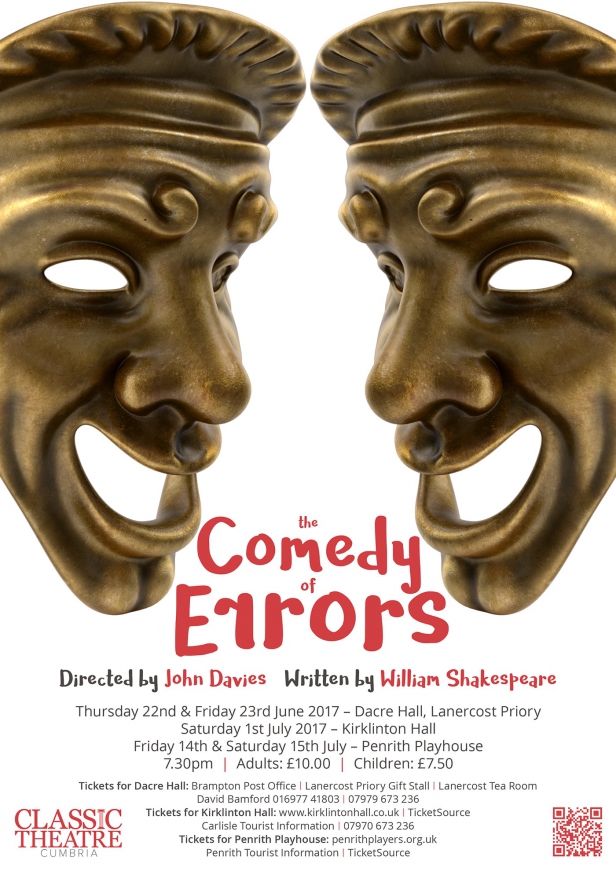 the
Comedy
of
Errors
Directed by John Davies Written by William Shakespeare
Thursday 22nd & Friday 23rd June 2017 – Dacre Hall, Lanercost Priory
Saturday 1st July 2017 – Kirklinton Hall
Friday 14th & Saturday 15th July – Penrith Playhouse
7.30pm | Adults: £10.00 | Children: £7.50
Tickets for Dacre Hall: Brampton Post Office | Lanercost Priory Gift Stall | Lanercost Tea Room
David Bamford 016977 41803 | 07979 673 236
Tickets for Kirklinton Hall: www.kirklintonhall.co.uk | TicketSource
Carlisle Tourist Information | 07970 673 236
Tickets for Penrith Playhouse: penrithplayers.org.uk
Penrith Tourist Information | TicketSource
CLASSIC
THEATRE
CUMBRIA